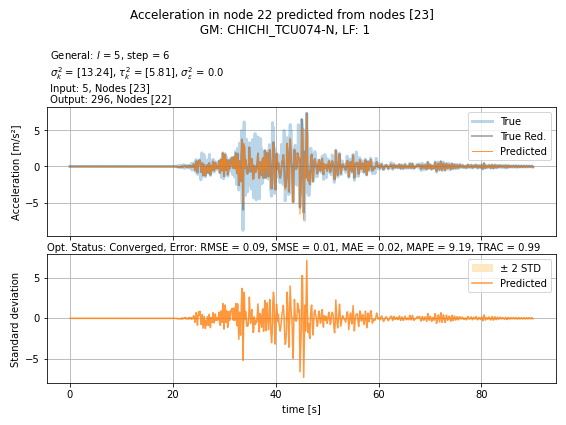 Acceleration in node 22 predicted from nodes [23]
GM: CHICHI_TCU074-N, LF: 1
General: l = 5, step = 6
σ²ₖ = [13.24], τ²ₖ = [5.81], σ²ε = 0.0
Input: 5, Nodes [23]
Output: 296, Nodes [22]
Acceleration [m/s²]
5
0
−5
True
True Red.
Predicted
Opt. Status: Converged, Error: RMSE = 0.09, SMSE = 0.01, MAE = 0.02, MAPE = 9.19, TRAC = 0.99
Standard deviation
5
0
−5
± 2 STD
Predicted
0 20 40 60 80
time [s]